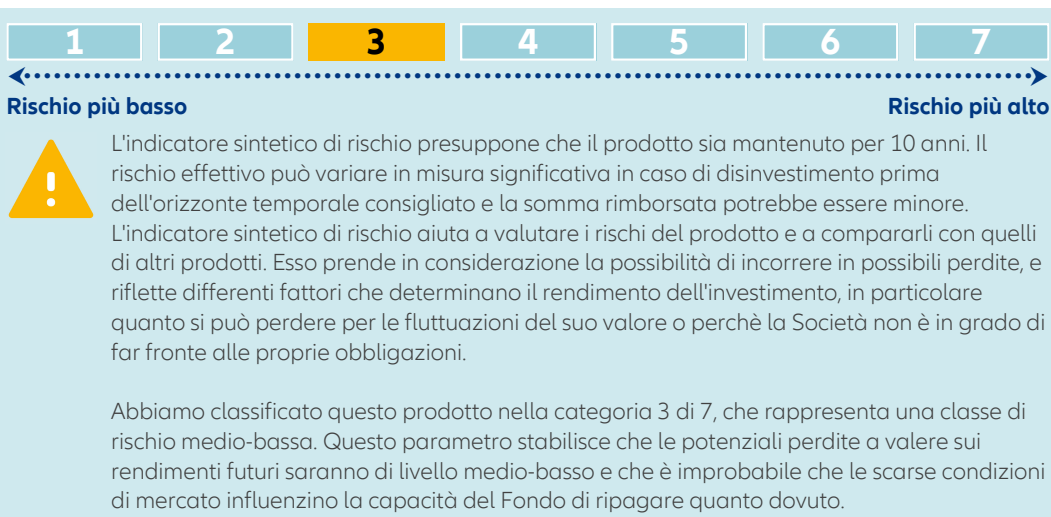 1 2 3 4 5 6 7
Rischio più basso Rischio più alto
L'indicatore sintetico di rischio presuppone che il prodotto sia mantenuto per 10 anni. Il
rischio effettivo può variare in misura significativa in caso di disinvestimento prima
dell'orizzonte temporale consigliato e la somma rimborsata potrebbe essere minore.
L'indicatore sintetico di rischio aiuta a valutare i rischi del prodotto e a compararli con quelli
di altri prodotti. Esso prende in considerazione la possibilità di incorrere in possibili perdite, e
riflette differenti fattori che determinano il rendimento dell'investimento, in particolare
quanto si può perdere per le fluttuazioni del suo valore o perchè la Società non è in grado di
far fronte alle proprie obbligazioni.
Abbiamo classificato questo prodotto nella categoria 3 di 7, che rappresenta una classe di
rischio medio-bassa. Questo parametro stabilisce che le potenziali perdite a valere sui
rendimenti futuri saranno di livello medio-basso e che è improbabile che le scarse condizioni
di mercato influenzino la capacità del Fondo di ripagare quanto dovuto.